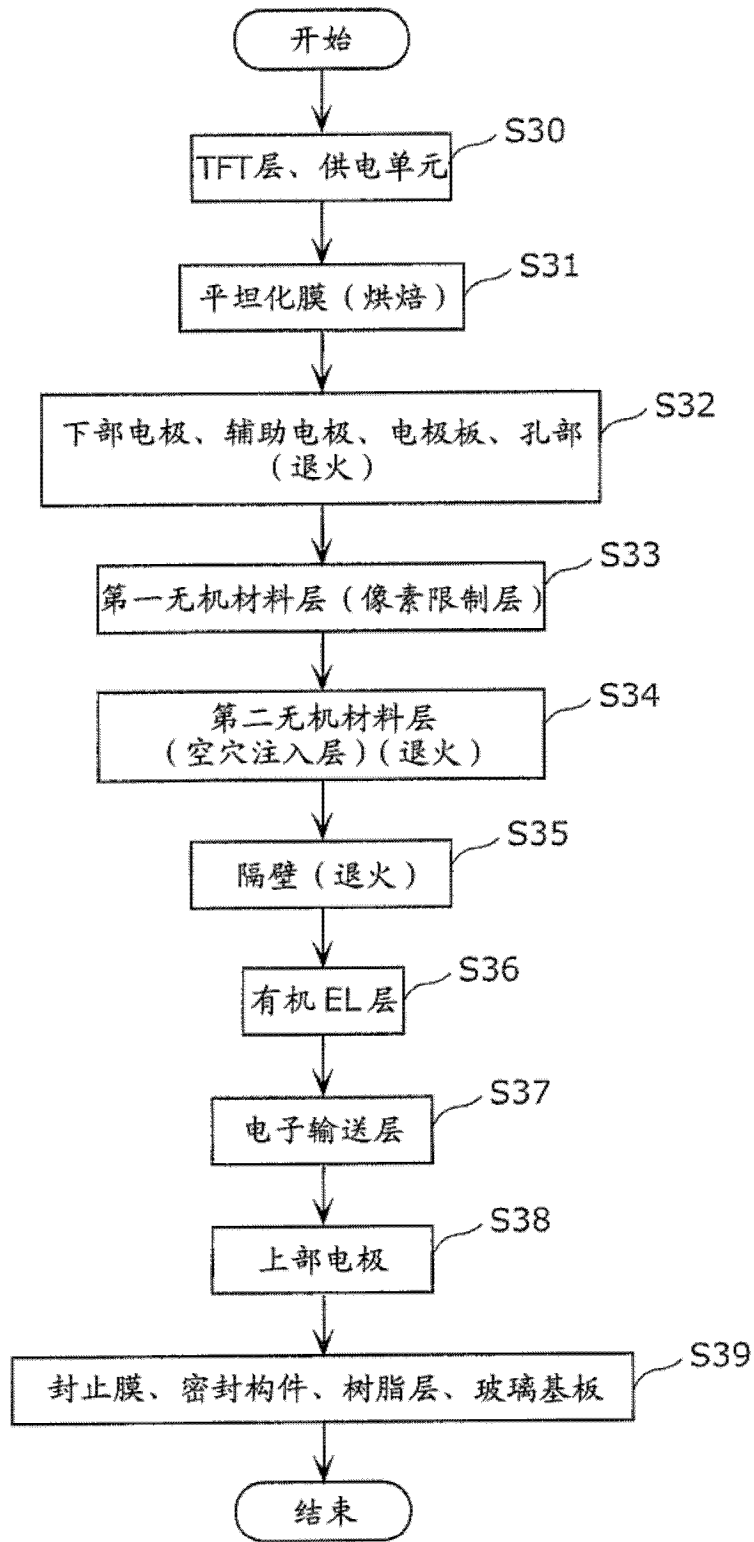 开始
S30
TFT层、供电单元
S31
平坦化膜（烘焙）
S32
下部电极、辅助电极、电极板、孔部
（退火）
S33
第一无机材料层（像素限制层）
S34
第二无机材料层
（空穴注入层）（退火）
S35
隔壁（退火）
S36
有机EL层
S37
电子输送层
S38
上部电极
S39
封止膜、密封构件、树脂层、玻璃基板
结束